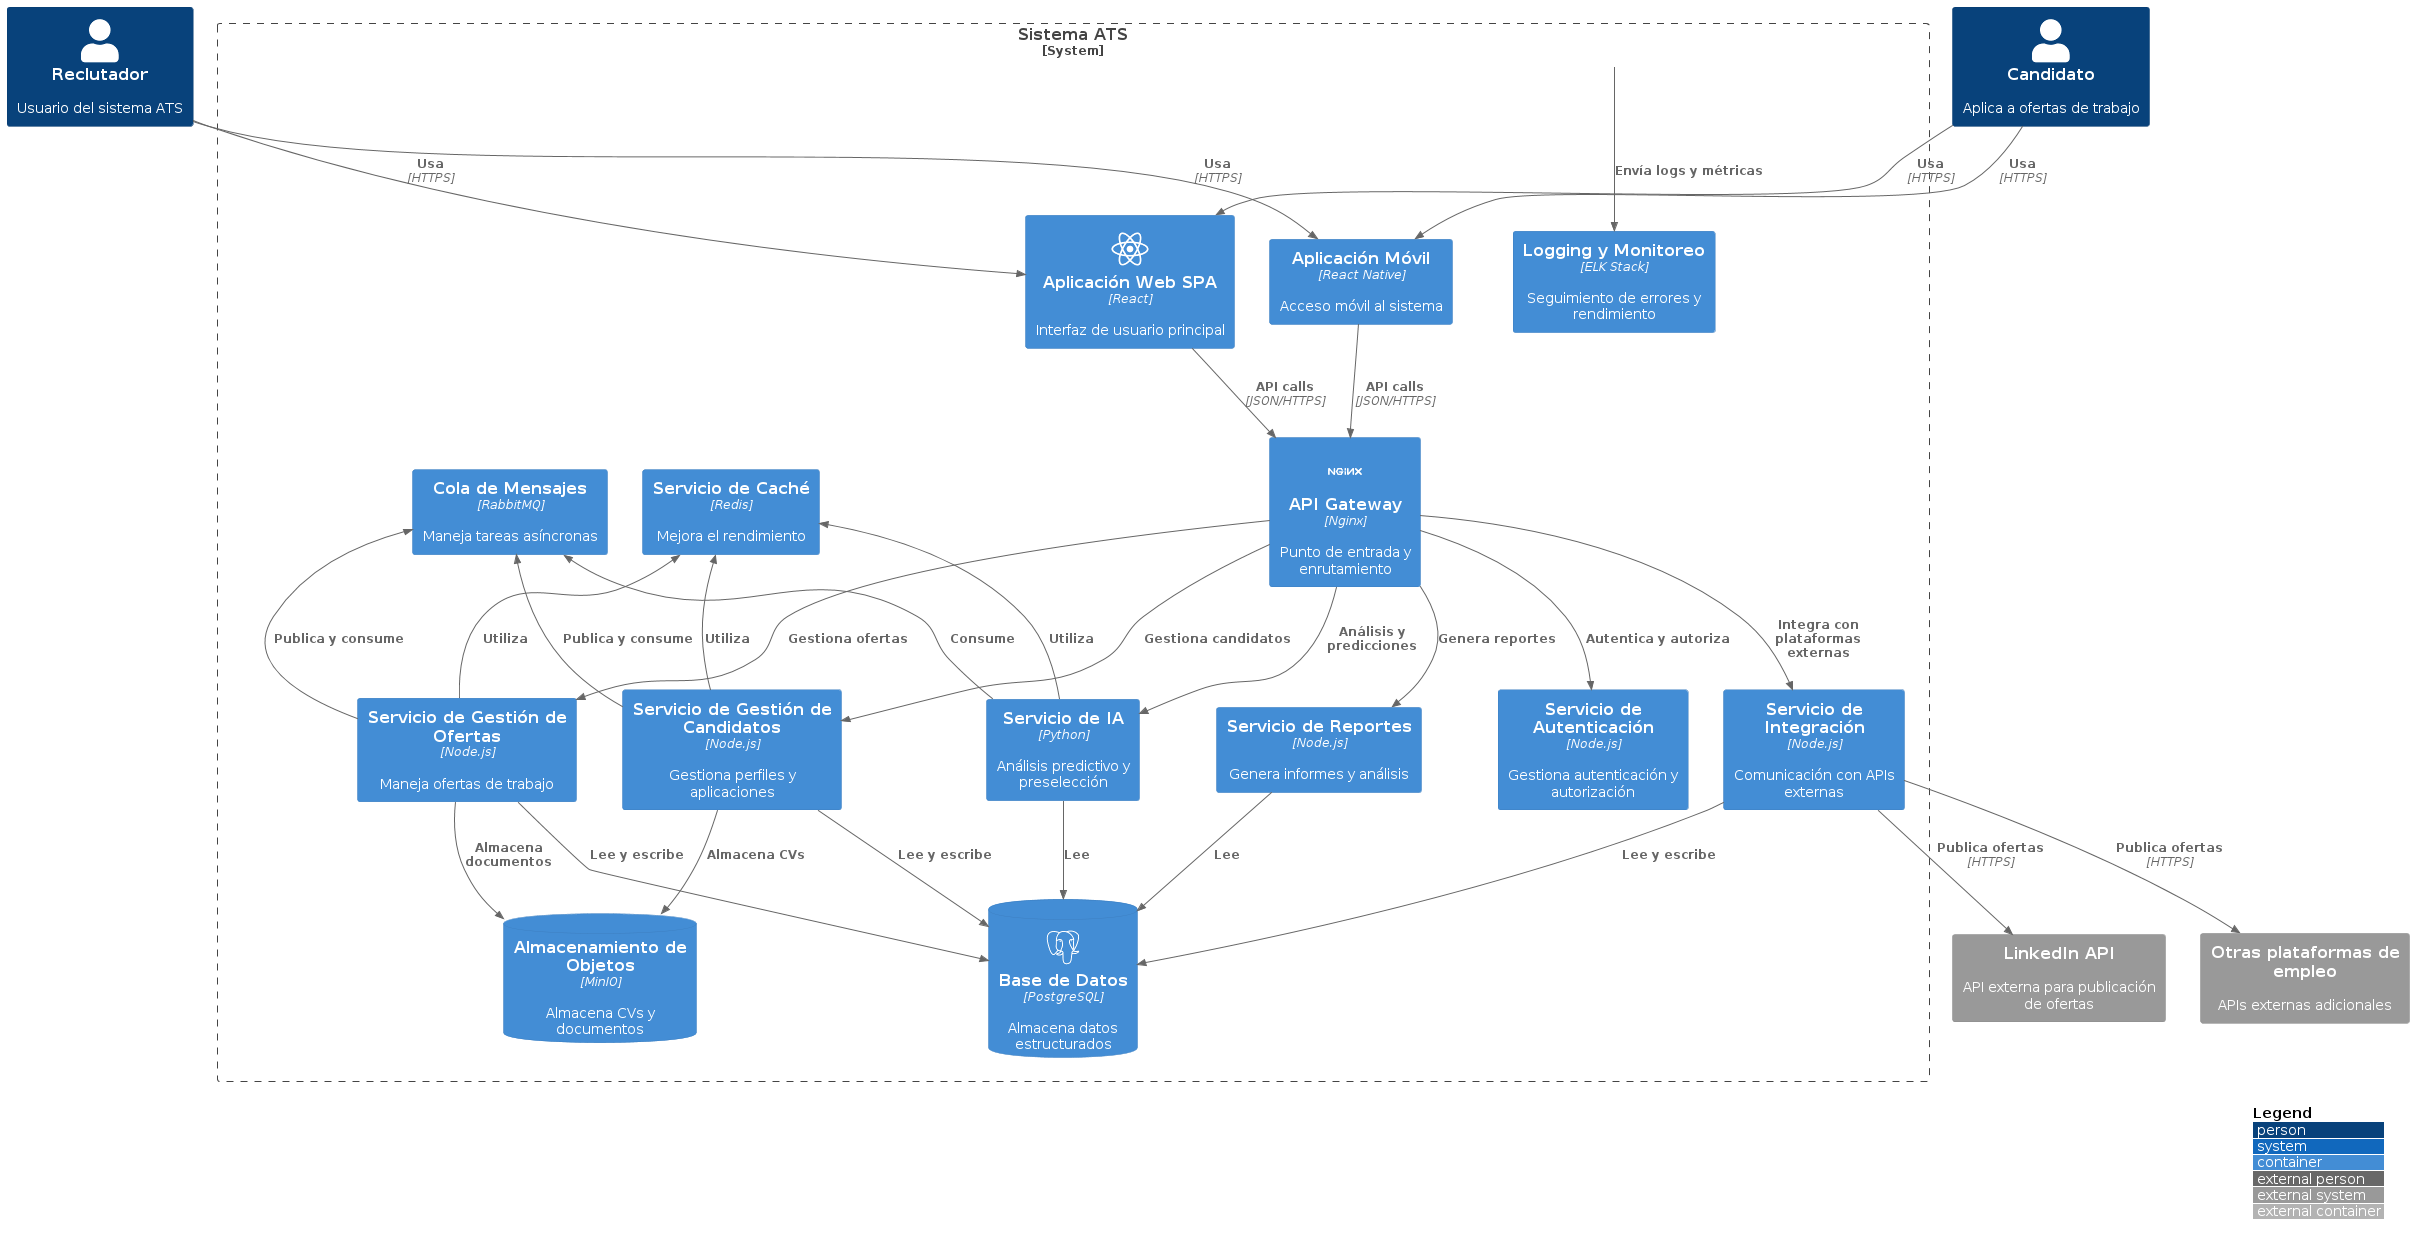 Reclutador
Usuario del sistema ATS
Sistema ATS
[System]
Candidato
Aplica a ofertas de trabajo
Usa
[HTTPS]
Usa
[HTTPS]
Envía logs y métricas
Usa
[HTTPS]
Usa
[HTTPS]
Aplicación Web SPA
[React]
Interfaz de usuario principal
Aplicación Móvil
[React Native]
Acceso móvil al sistema
Logging y Monitoreo
[ELK Stack]
Seguimiento de errores y
rendimiento
API calls
[JSON/HTTPS]
API calls
[JSON/HTTPS]
Cola de Mensajes
[RabbitMQ]
Maneja tareas asíncronas
Servicio de Caché
[Redis]
Mejora el rendimiento
NGINX
API Gateway
[Nginx]
Punto de entrada y
enrutamiento
Publica y consume
Utiliza
Publica y consume
Utiliza
Gestiona ofertas
Consume
Utiliza
Gestiona candidatos
Análisis y
predicciones
Genera reportes
Autentica y autoriza
Integra con
plataformas
externas
Servicio de Gestión de
Ofertas
[Node.js]
Maneja ofertas de trabajo
Servicio de Gestión de
Candidatos
[Node.js]
Gestiona perfiles y
aplicaciones
Servicio de IA
[Python]
Análisis predictivo y
preselección
Servicio de Reportes
[Node.js]
Genera informes y análisis
Servicio de
Autenticación
[Node.js]
Gestiona autenticación y
autorización
Servicio de
Integración
[Node.js]
Comunicación con APIs
externas
Almacena
documentos
Lee y escribe
Almacena CVs
Lee y escribe
Lee
Lee
Lee y escribe
Publica ofertas
[HTTPS]
Publica ofertas
[HTTPS]
Almacenamiento de
Objetos
[MinIO]
Almacena CVs y
documentos
Base de Datos
[PostgreSQL]
Almacena datos
estructurados
LinkedIn API
API externa para publicación
de ofertas
Otras plataformas de
empleo
APIs externas adicionales
Legend
person
system
container
external person
external system
external container